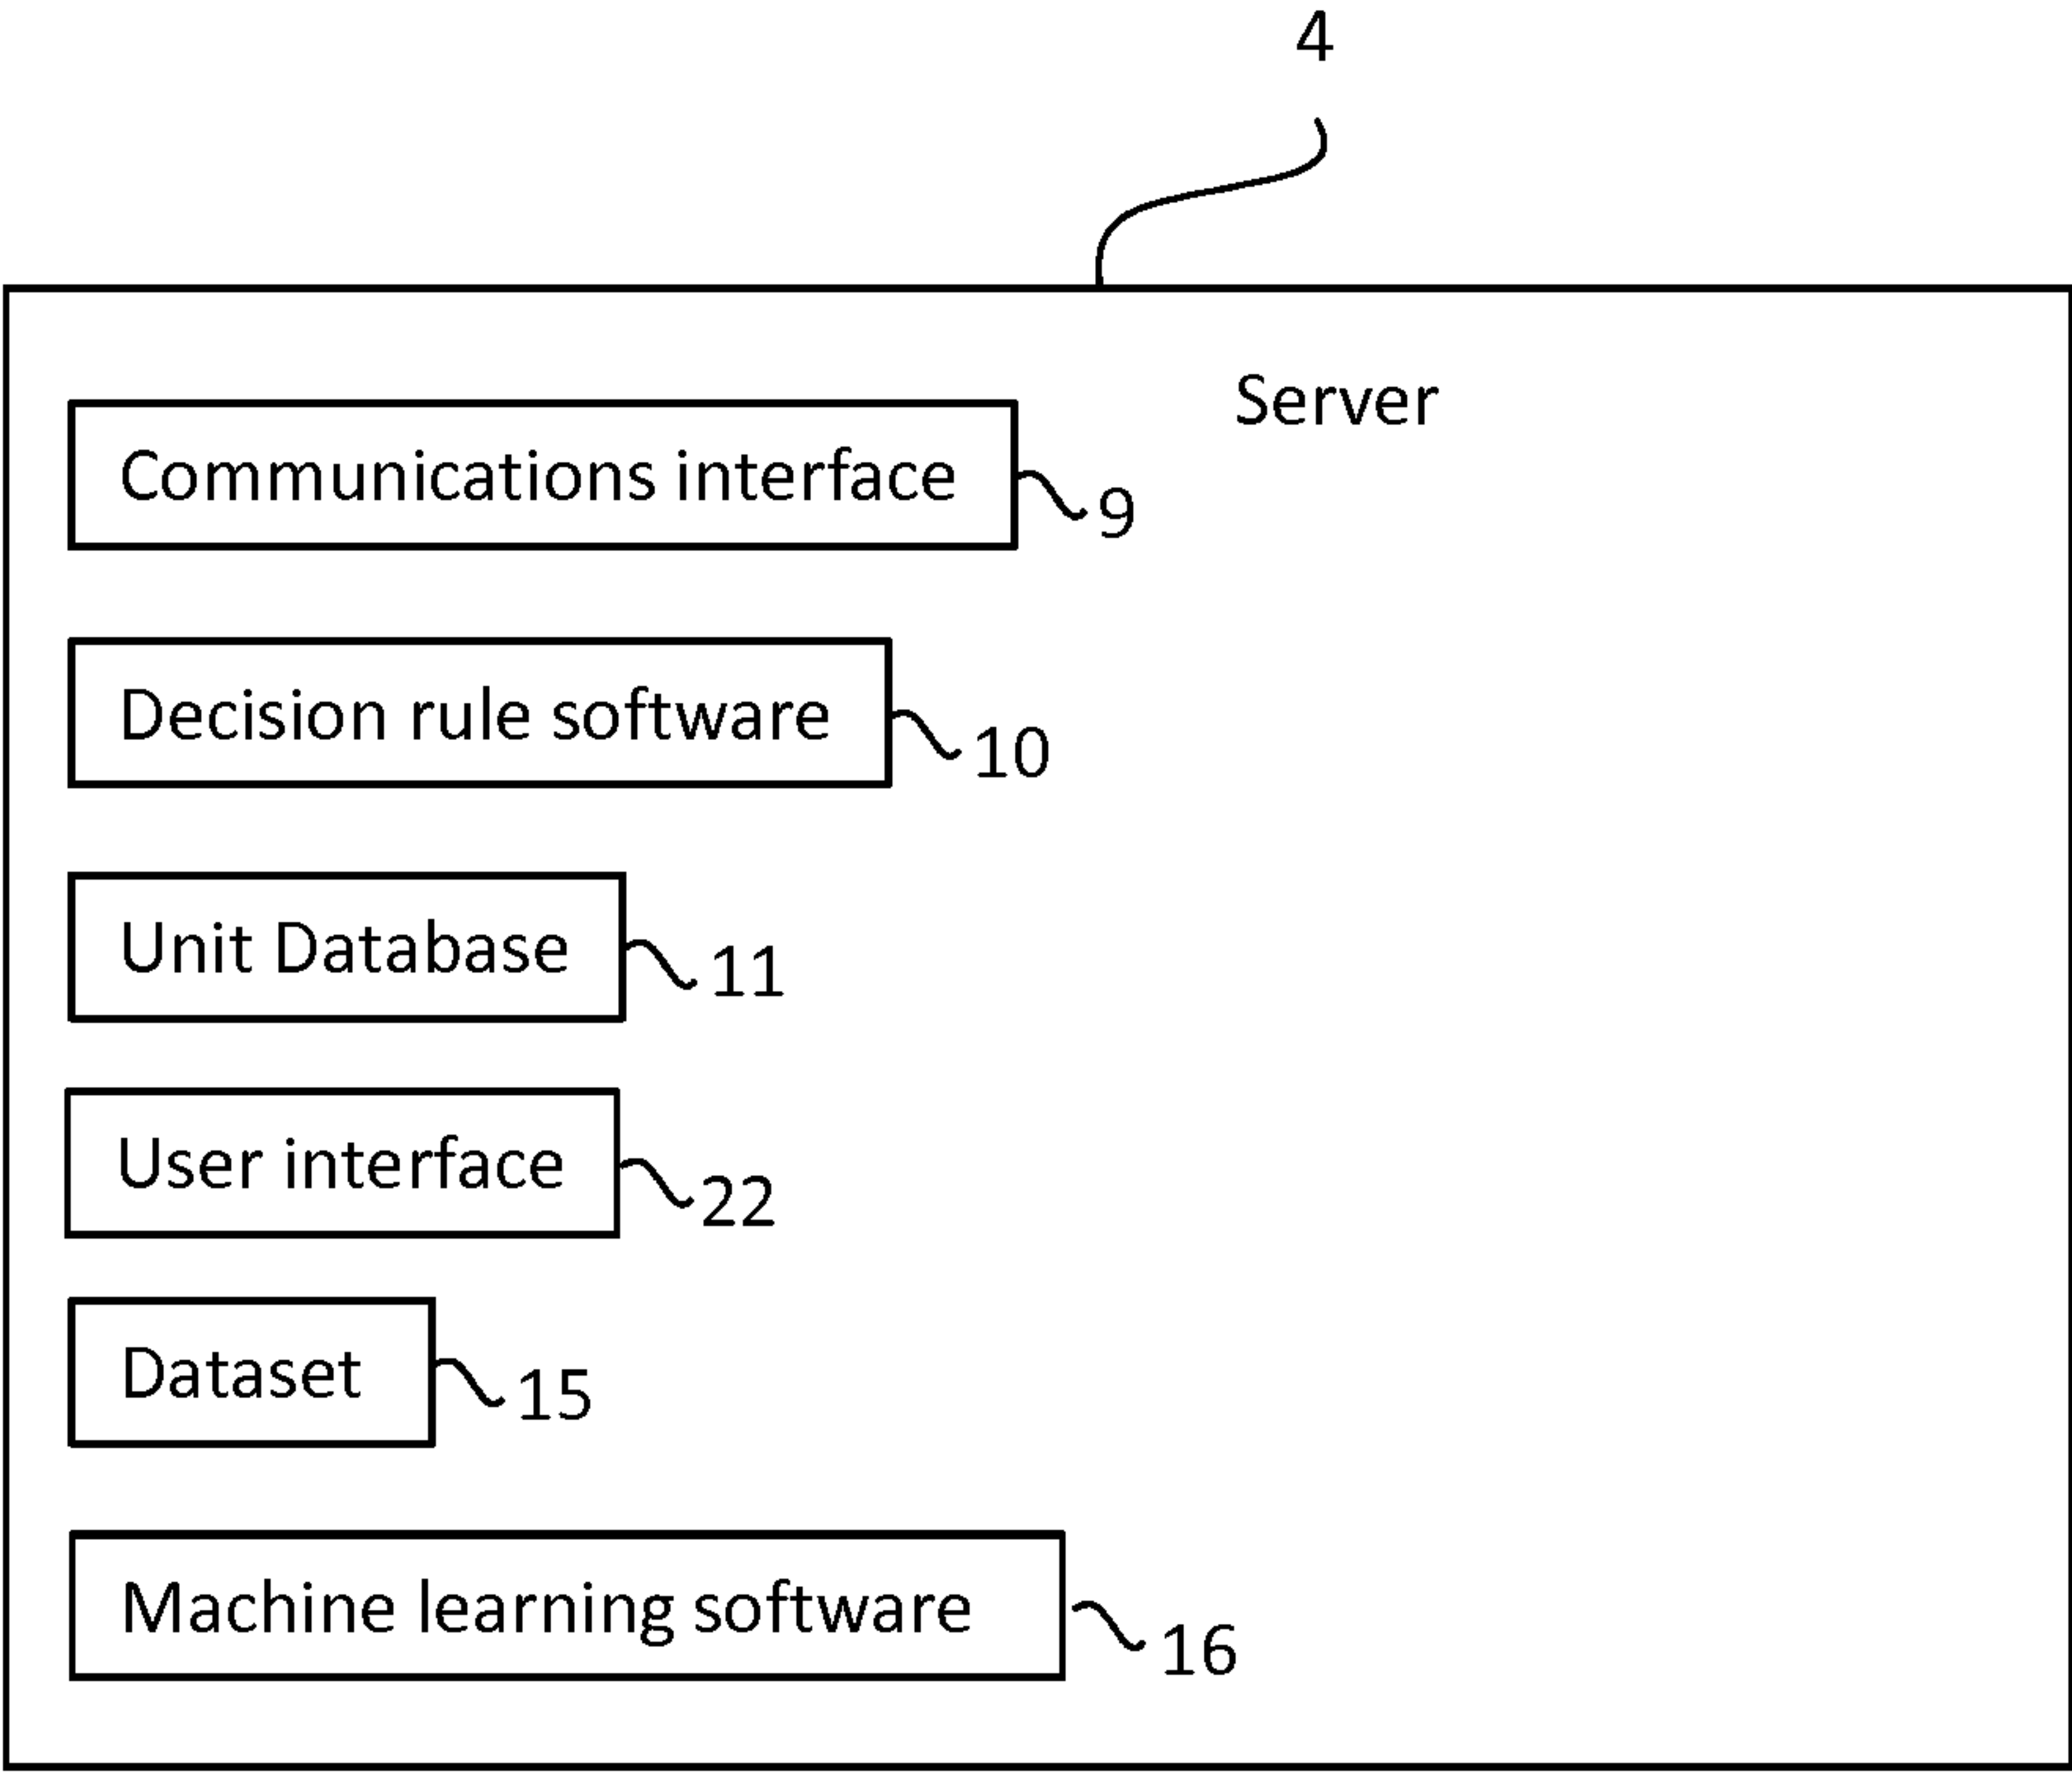 4
Server
Communications interface
9
Decision rule software
10
Unit Database
11
User interface
22
Dataset
15
Machine learning software
16